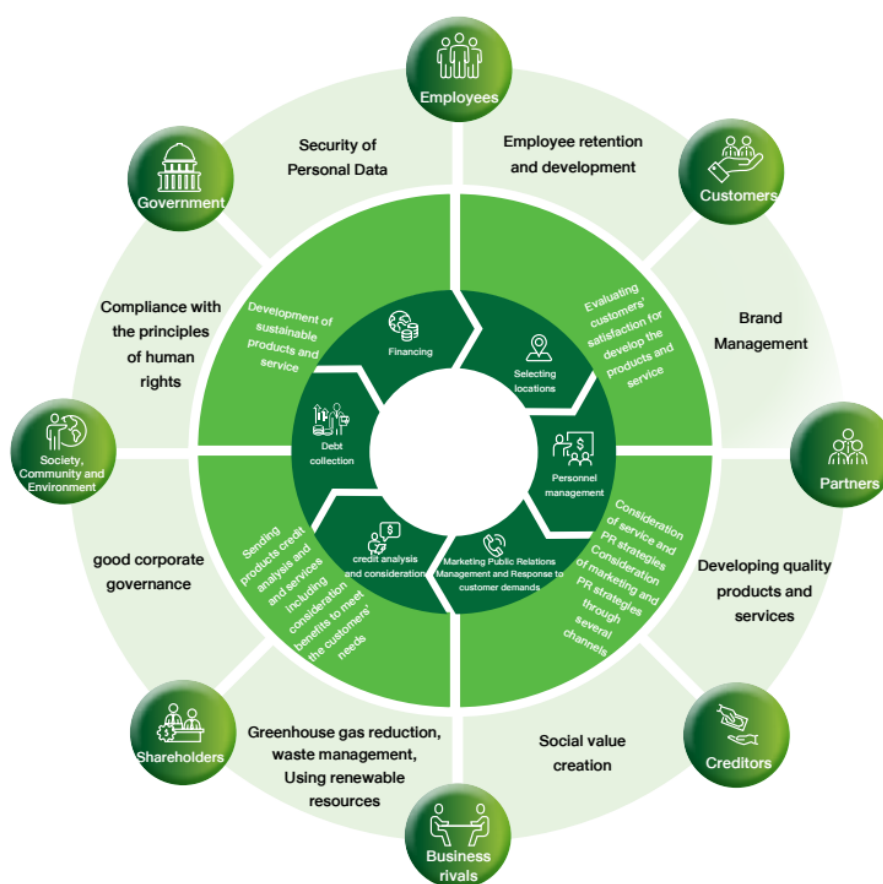 Employees
Security of
Personal Data
Employee retention
and development
Government
Customers
Compliance with
the principles
of human
rights
Development of
sustainable
products and
service
Evaluating
customers'
satisfaction for
develop the
products and
service
Brand
Management
Financing
Selecting
locations
Debt
collection
Personnel
management
Society,
Community and
Environment
Partners
credit analysis
and consideration
Marketing Public Relations
Management and Response to
customer demands
good corporate
governance
Sending
products credit
analysis and
and services
including
consideration
benefits to meet
the customers'
needs
Consideration
of service and
PR strategies
Consideration
of marketing and
PR strategies
through
several
channels
Developing quality
products and
services
Shareholders
Greenhouse gas reduction,
waste management,
Using renewable
resources
Social value
creation
Creditors
Business
rivals